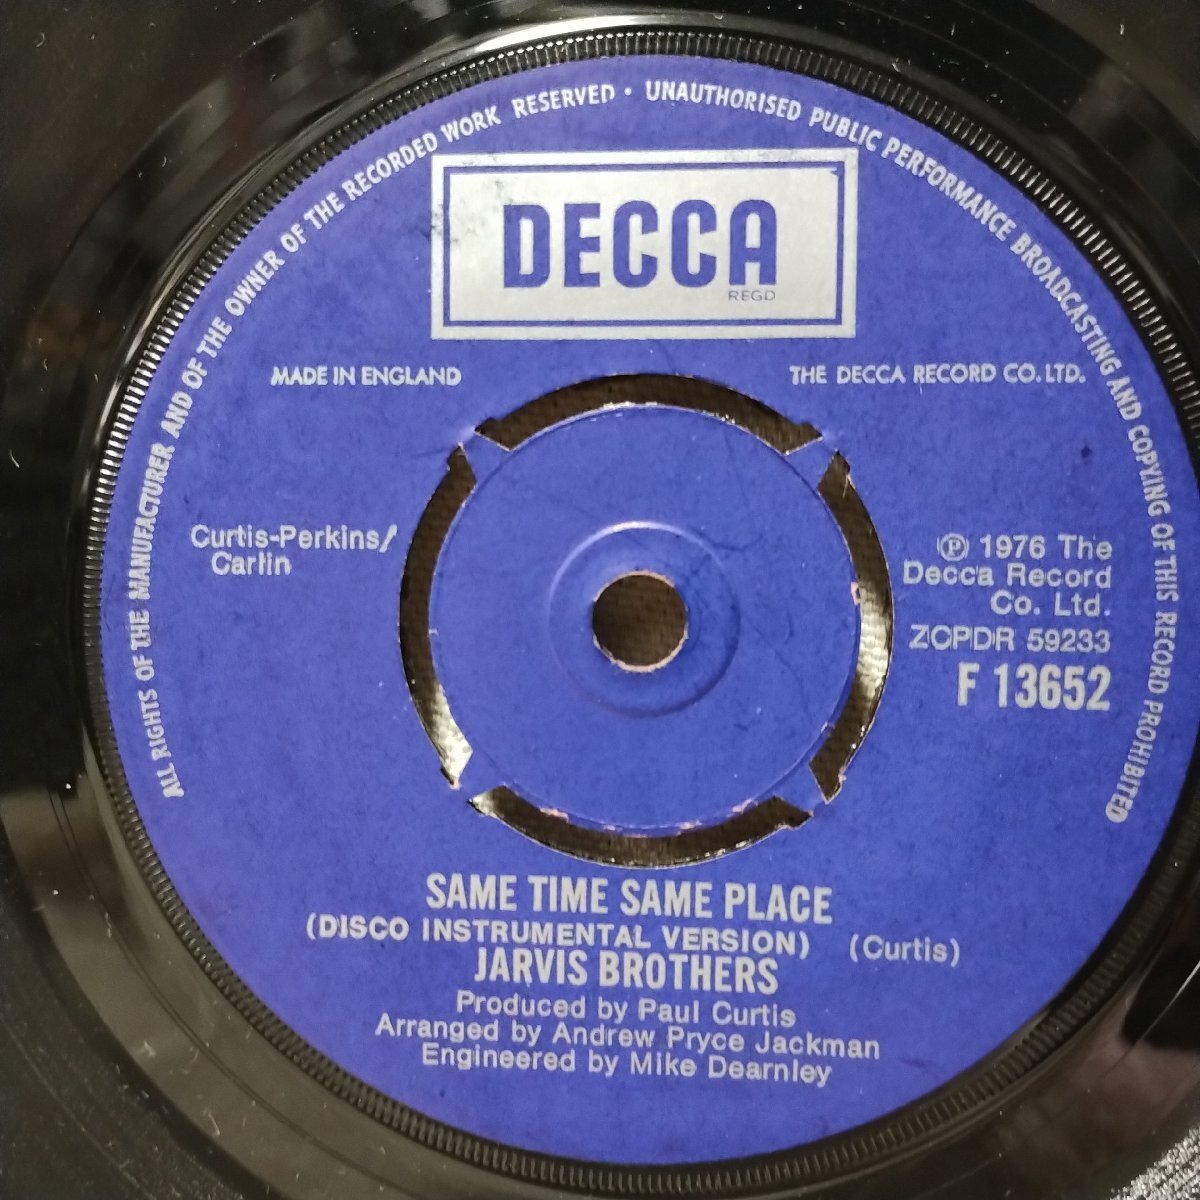 ALL RIGHTS OF THE MANUFACTURER AND OF THE OWNER OF THE RECORDED WORK RESERVED · UNAUTHORISED PUBLIC PERFORMANCE BROADCASTING AND COPYING OF THIS RECORD PROHIBITED
DECCA
REGD
MADE IN ENGLAND
THE DECCA RECORD CO. LTD.
Curtis-Perkins/
Carlin
℗ 1976 The
Decca Record
Co. Ltd.
ZCPDR 59233
F 13652
SAME TIME SAME PLACE
(DISCO INSTRUMENTAL VERSION) (Curtis)
JARVIS BROTHERS
Produced by Paul Curtis
Arranged by Andrew Pryce Jackman
Engineered by Mike Dearnley